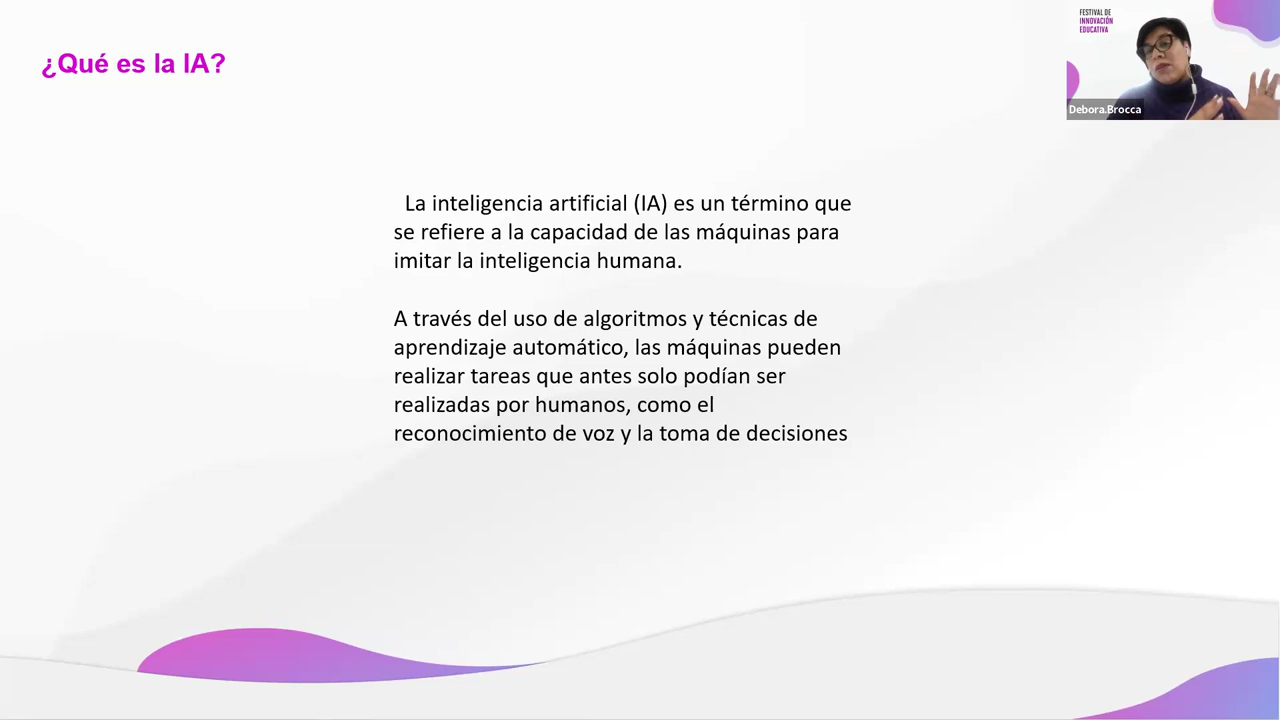 ¿Qué es la IA?
FESTIVAL DE
INNOVACIÓN
EDUCATIVA
Debora.Brocca
La inteligencia artificial (IA) es un término que
se refiere a la capacidad de las máquinas para
imitar la inteligencia humana.
A través del uso de algoritmos y técnicas de
aprendizaje automático, las máquinas pueden
realizar tareas que antes solo podían ser
realizadas por humanos, como el
reconocimiento de voz y la toma de decisiones